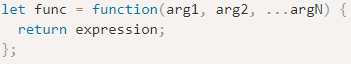 let func = function(arg1, arg2, ...argN) {
  return expression;
};